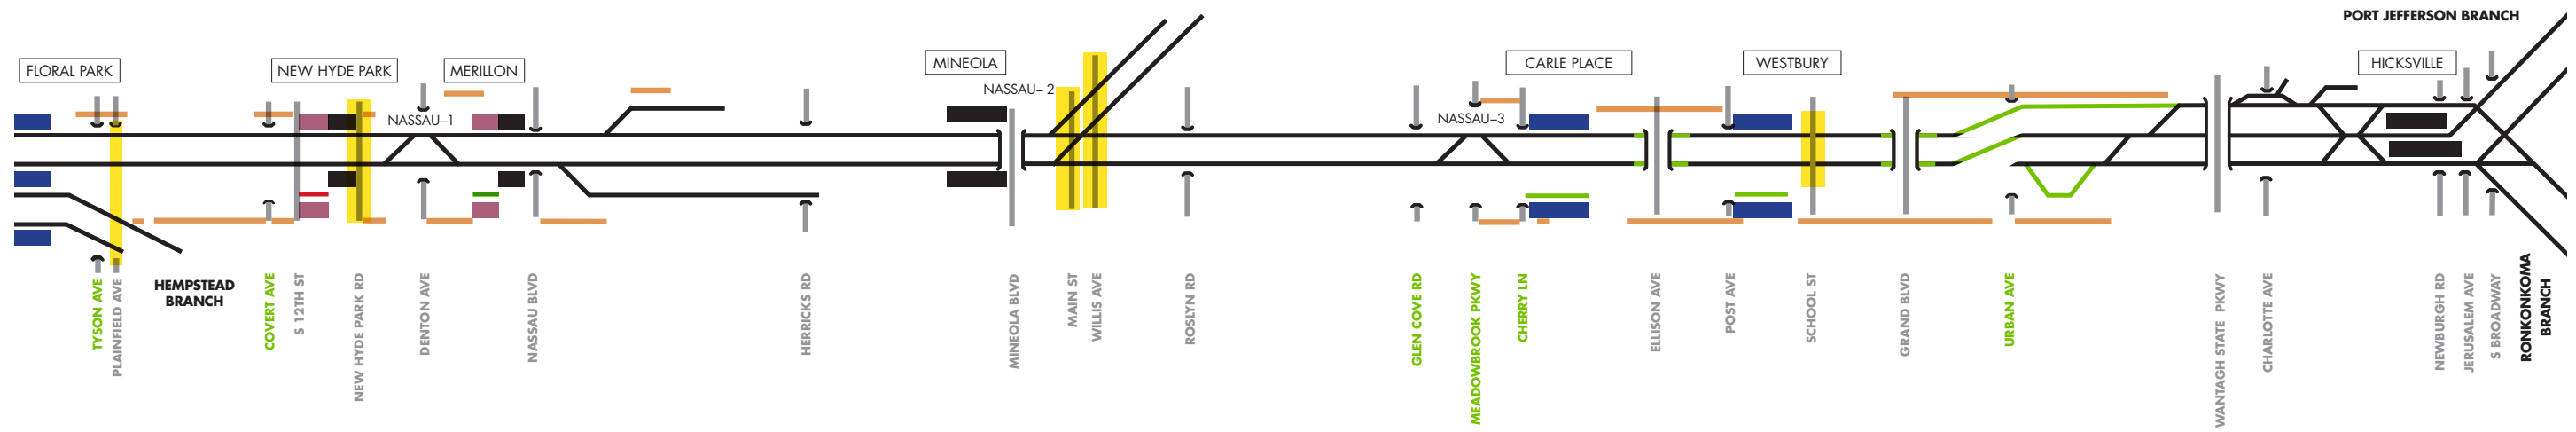 PORT JEFFERSON BRANCH
FLORAL PARK
NEW HYDE PARK
MERILLON
MINEOLA
CARLE PLACE
WESTBURY
HICKSVILLE
NASSAU–1
NASSAU– 2
NASSAU–3
HEMPSTEAD
BRANCH
TYSON AVE
PLAINFIELD AVE
COVERT AVE
S 12TH ST
NEW HYDE PARK RD
DENTON AVE
NASSAU BLVD
HERRICKS RD
MINEOLA BLVD
MAIN ST
WILLIS AVE
ROSLYN RD
GLEN COVE RD
MEADOWBROOK PKWY
CHERRY LN
ELLISON AVE
POST AVE
SCHOOL ST
GRAND BLVD
URBAN AVE
WANTAGH STATE PKWY
CHARLOTTE AVE
NEWBURGH RD
JERUSALEM AVE
S BROADWAY
RONKONKOMA
BRANCH